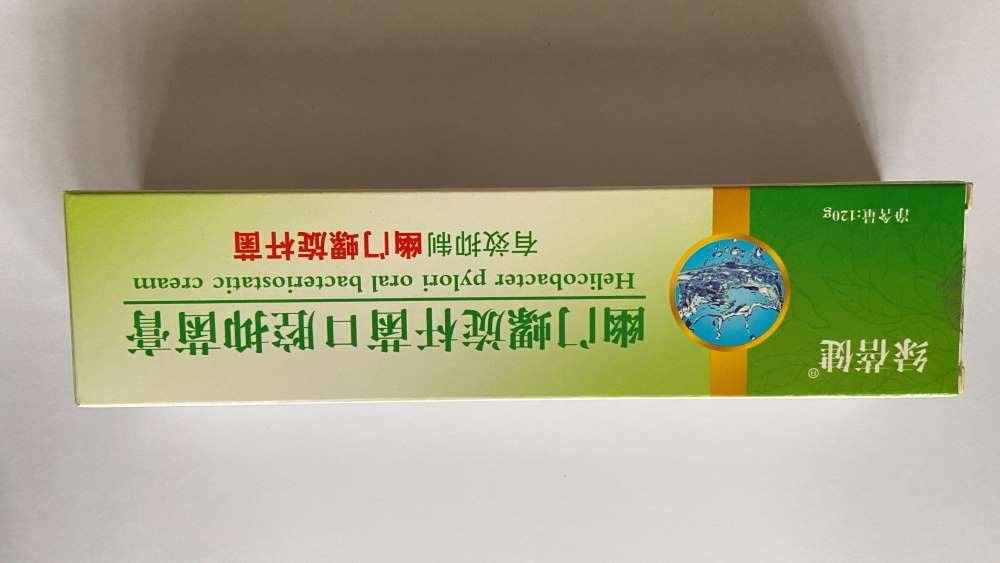 绿蓓健®
净含量:120g
幽门螺旋杆菌口腔抑菌膏
Helicobacter pylori oral bacteriostatic cream
有效抑制幽门螺旋杆菌